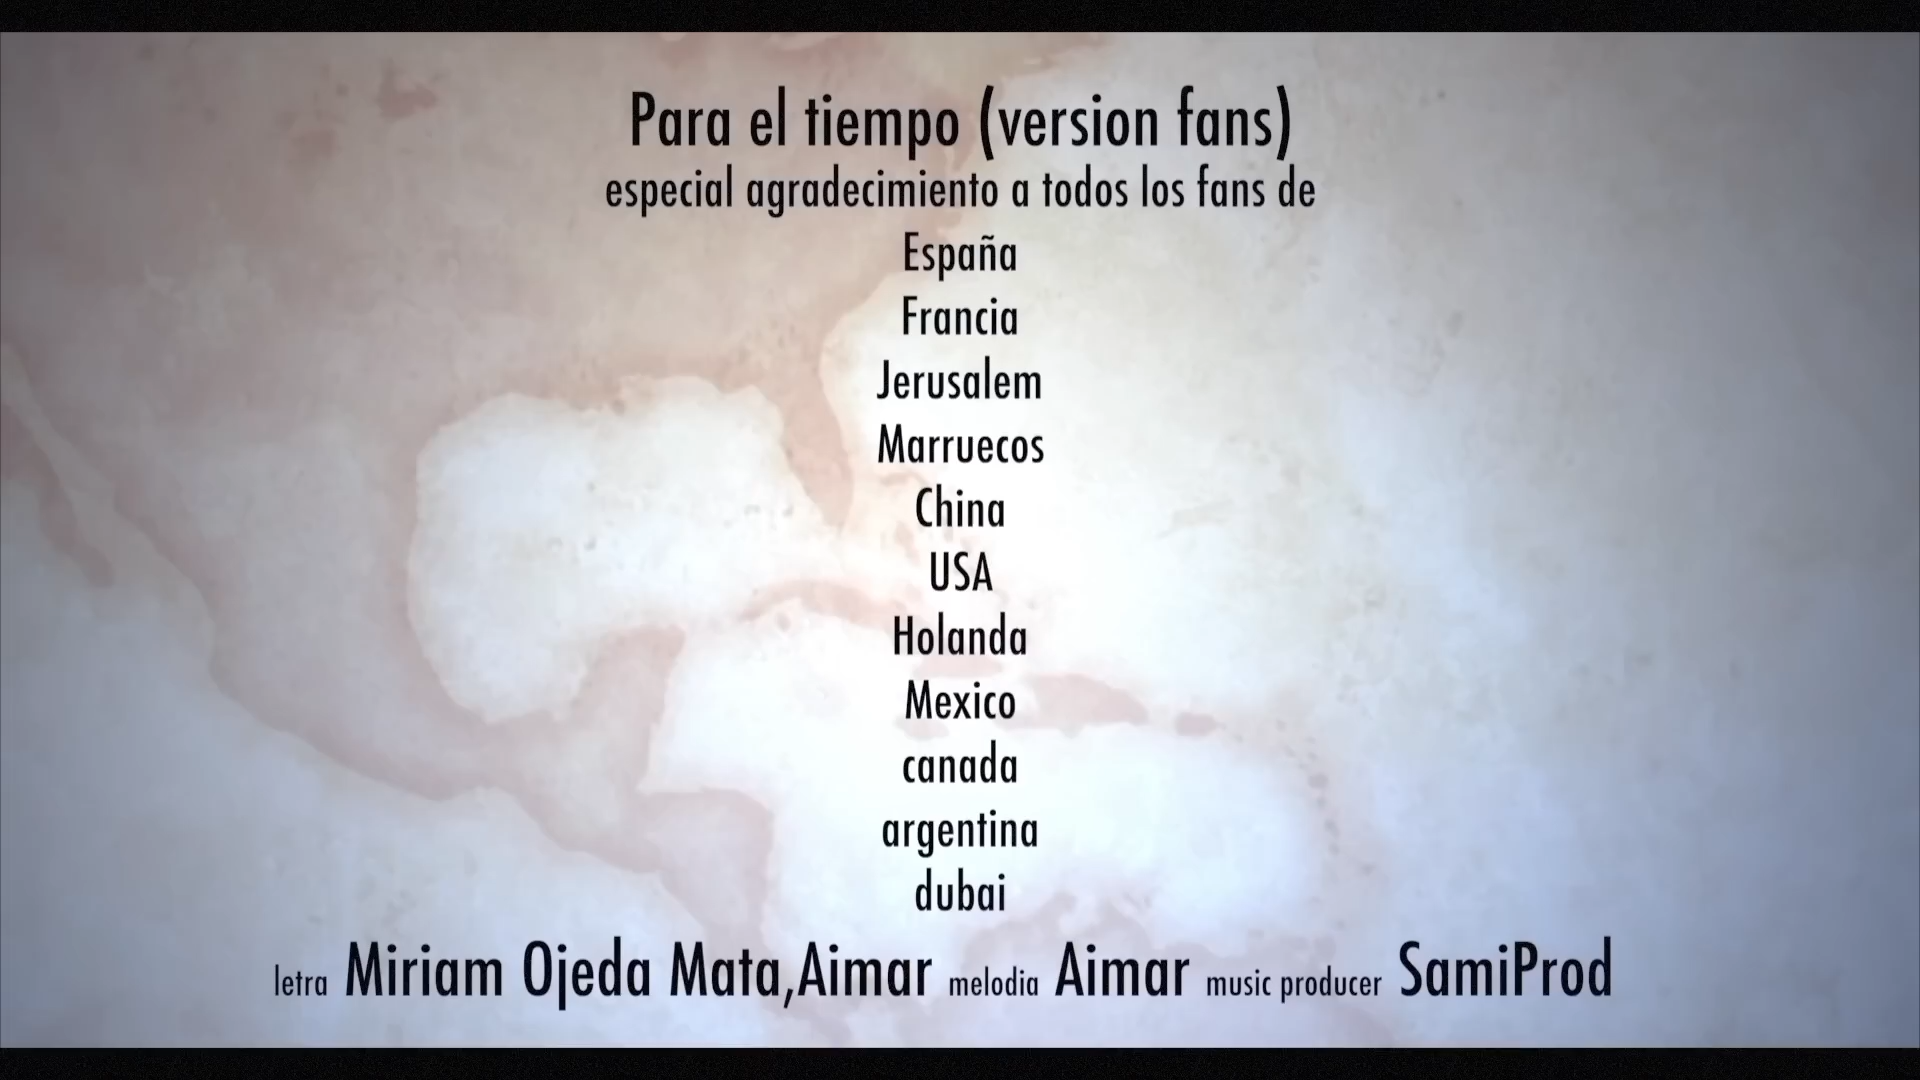 Para el tiempo (version fans)
especial agradecimiento a todos los fans de
España
Francia
Jerusalem
Marruecos
China
USA
Holanda
Mexico
canada
argentina
dubai
letra Miriam Ojeda Mata,Aimar melodia Aimar music producer SamiProd